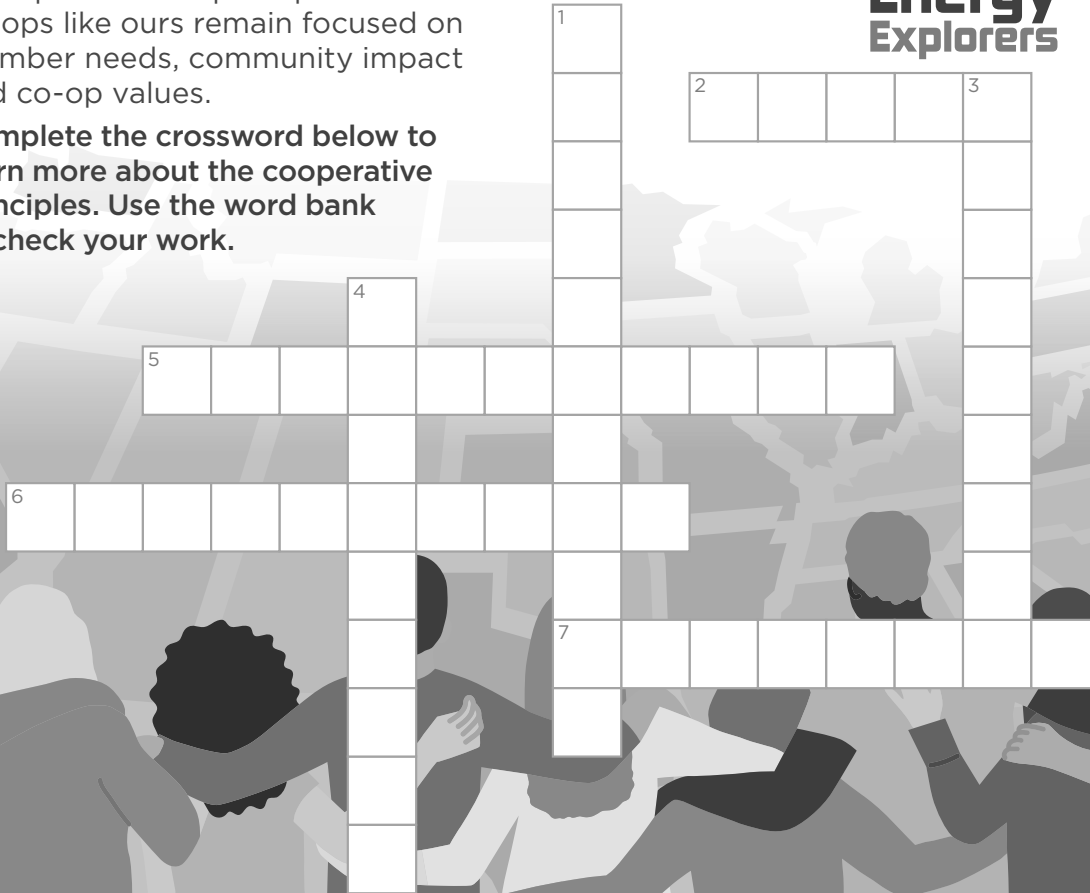 ops like ours remain focused on
mber needs, community impact
d co-op values.
mplete the crossword below to
rn more about the cooperative
nciples. Use the word bank
check your work.
Energy
Explorers
1
2
3
4
5
6
7